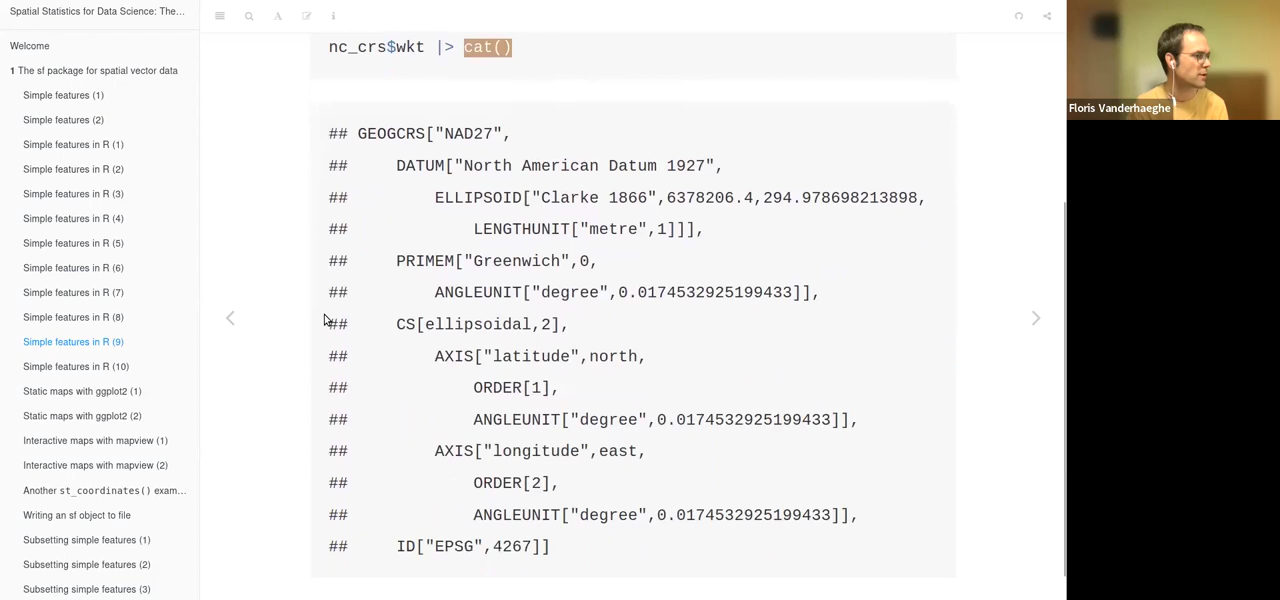 Spatial Statistics for Data Science: The…
Welcome
1 The sf package for spatial vector data
Simple features (1)
Simple features (2)
Simple features in R (1)
Simple features in R (2)
Simple features in R (3)
Simple features in R (4)
Simple features in R (5)
Simple features in R (6)
Simple features in R (7)
Simple features in R (8)
Simple features in R (9)
Simple features in R (10)
Static maps with ggplot2 (1)
Static maps with ggplot2 (2)
Interactive maps with mapview (1)
Interactive maps with mapview (2)
Another st_coordinates() exam…
Writing an sf object to file
Subsetting simple features (1)
Subsetting simple features (2)
Subsetting simple features (3)
nc_crs$wkt |> cat()
## GEOGCRS["NAD27",
##     DATUM["North American Datum 1927",
##         ELLIPSOID["Clarke 1866",6378206.4,294.978698213898,
##             LENGTHUNIT["metre",1]]],
##     PRIMEM["Greenwich",0,
##         ANGLEUNIT["degree",0.0174532925199433]],
##     CS[ellipsoidal,2],
##         AXIS["latitude",north,
##             ORDER[1],
##             ANGLEUNIT["degree",0.0174532925199433]],
##         AXIS["longitude",east,
##             ORDER[2],
##             ANGLEUNIT["degree",0.0174532925199433]],
##     ID["EPSG",4267]]
Floris Vanderhaeghe